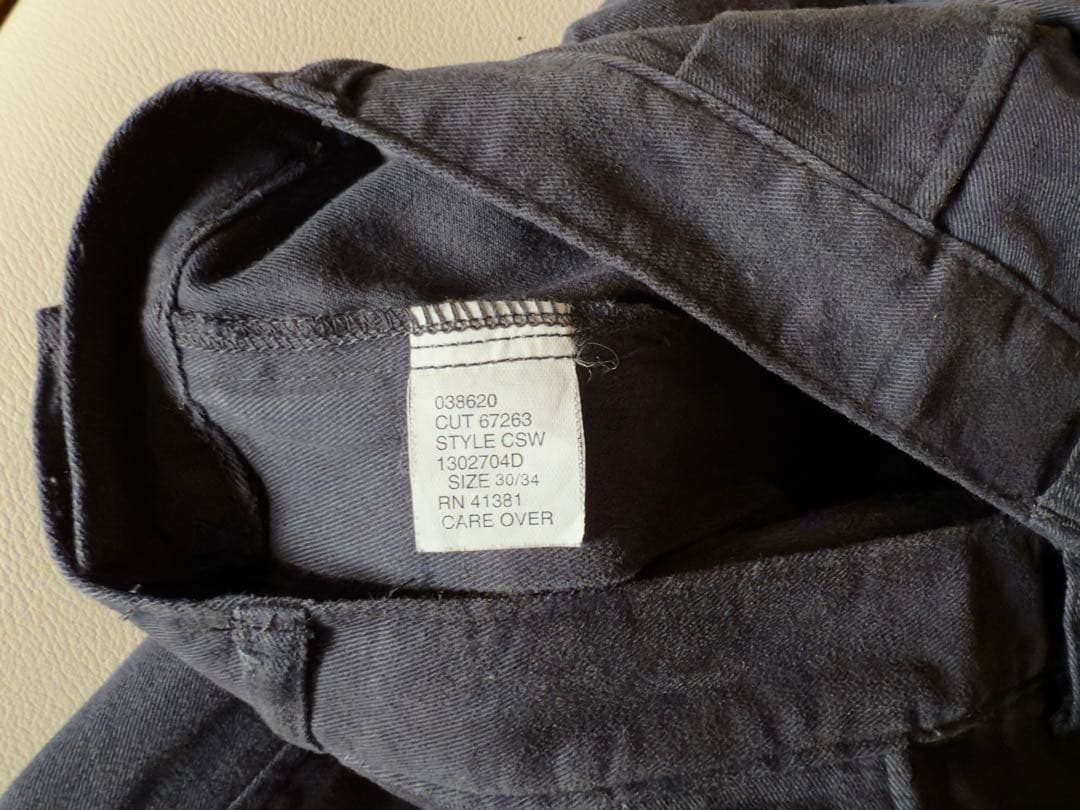 038620
CUT 67263
STYLE CSW
1302704D
SIZE 30/34
RN 41381
CARE OVER